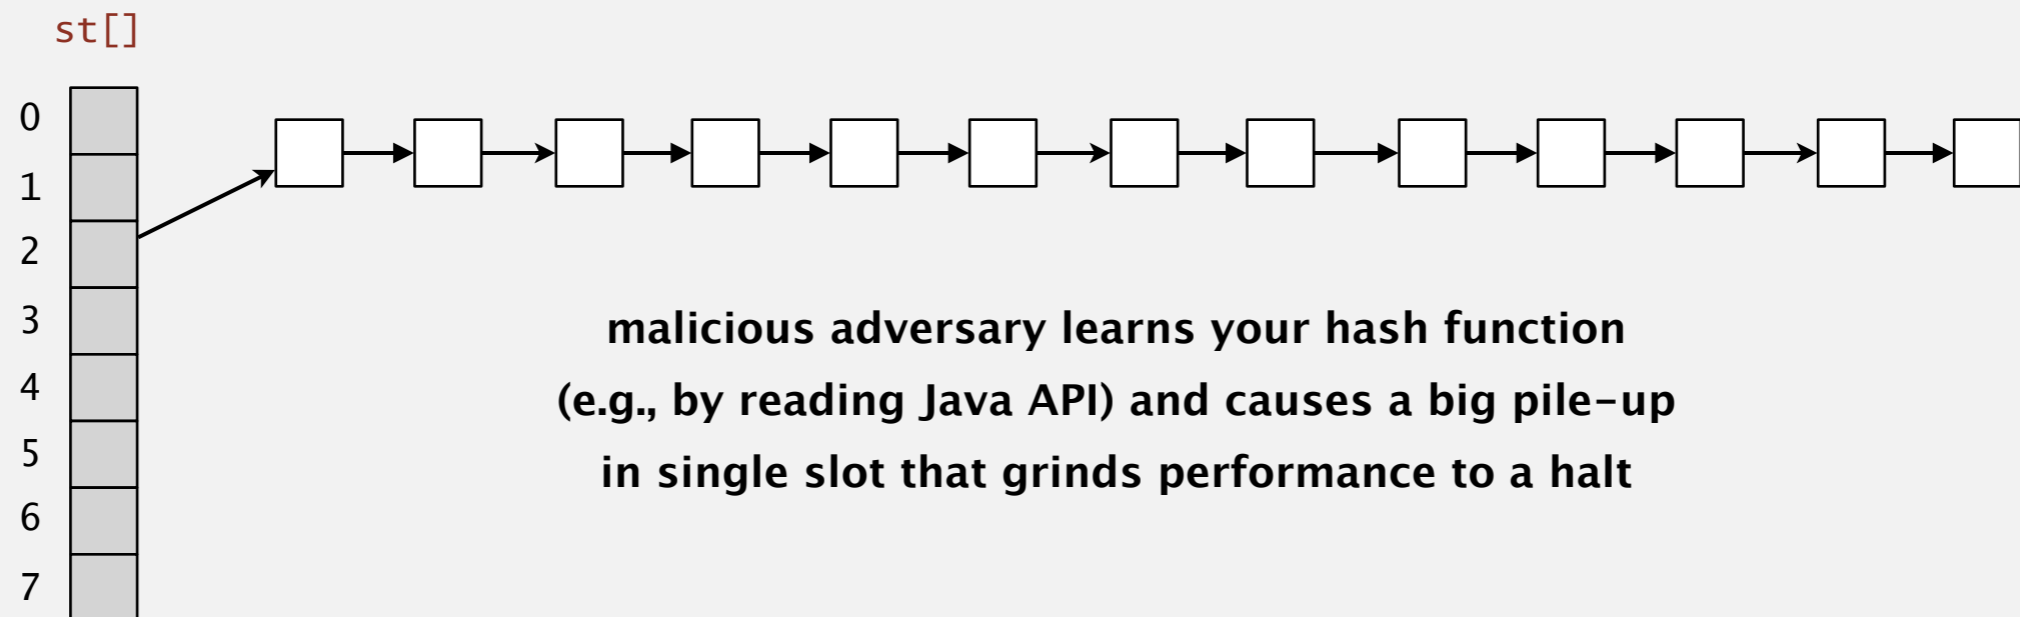 st[]
0
1
2
3
4
5
6
7
malicious adversary learns your hash function
(e.g., by reading Java API) and causes a big pile-up
in single slot that grinds performance to a halt